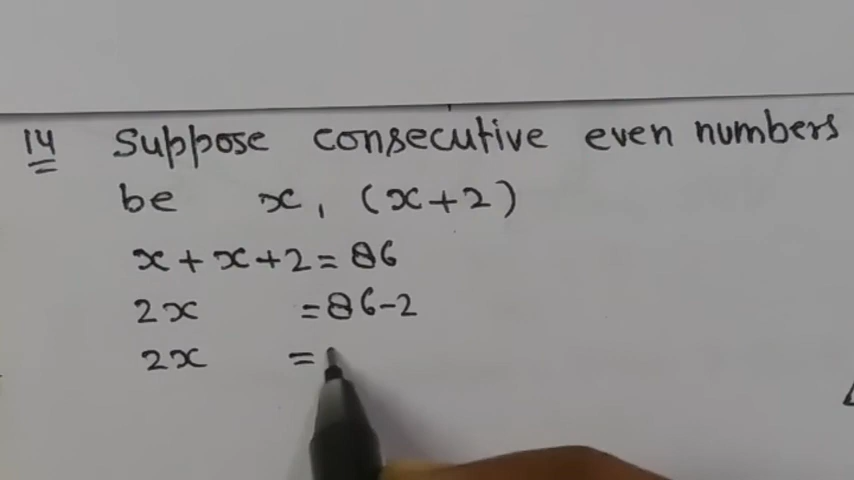 14 Suppose consecutive even numbers
be x, (x+2)
x+x+2=86
2x =86-2
2x =